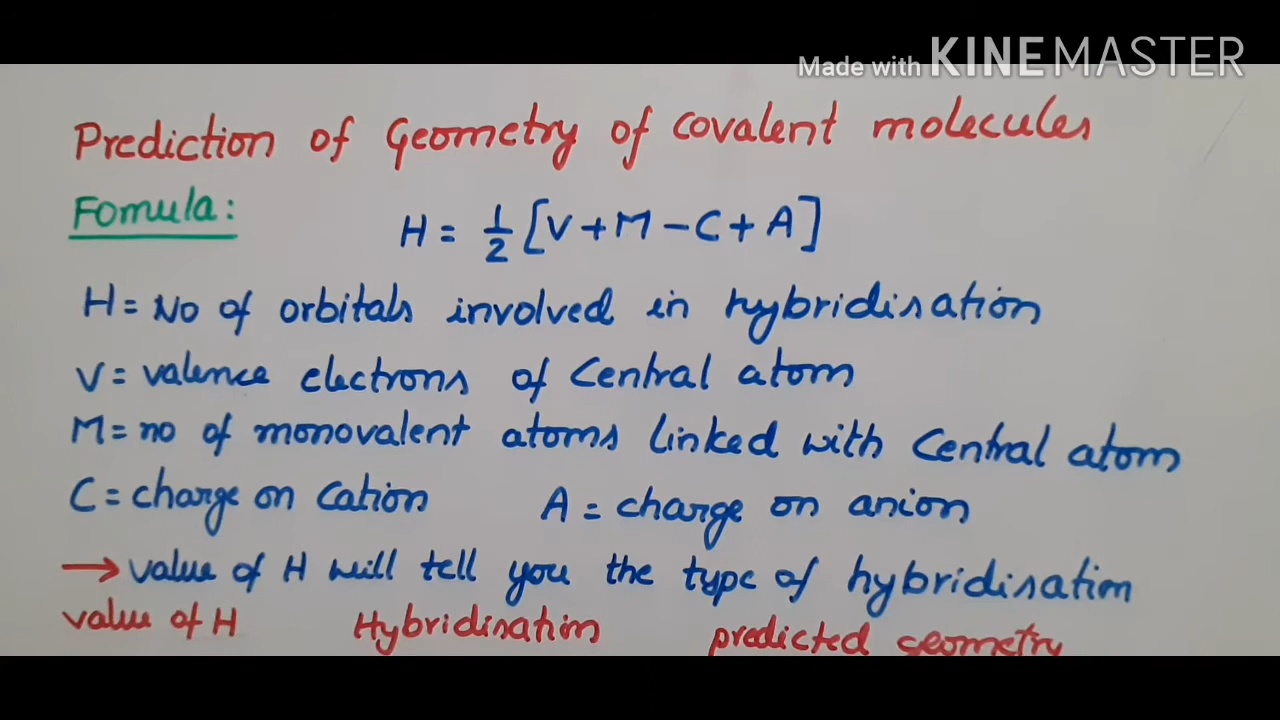 Made with KINEMASTER
Prediction of Geometry of covalent molecules
Fomula: H = 1/2 [V + M - C + A]
H = No of orbitals involved in hybridisation
V = valence electrons of Central atom
M = no of monovalent atoms linked with Central atom
C = charge on Cation A = charge on anion
→ value of H will tell you the type of hybridisation
value of H Hybridisation predicted geometry